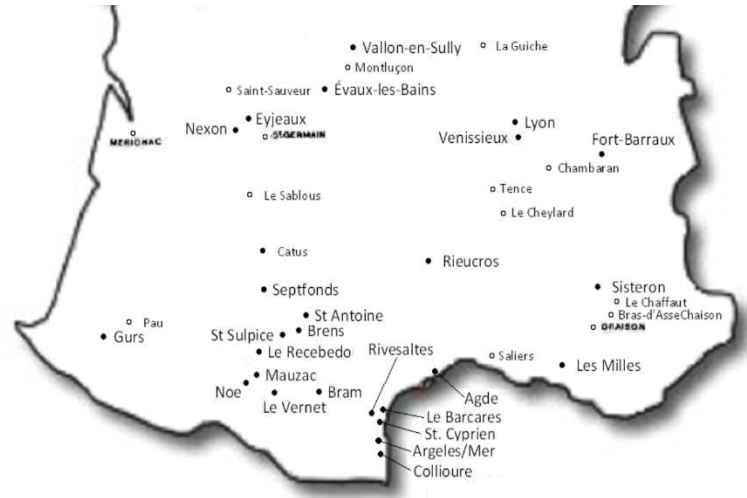 Vallon-en-Sully
La Guiche
Montluçon
Saint-Sauveur
Évaux-les-Bains
Eyjeaux
Lyon
Nexon
St GERMAIN
Venissieux
MERIGNAC
Fort-Barraux
Chambaran
Le Sablous
Tence
Le Cheylard
Catus
Rieucros
Septfonds
Sisteron
Le Chaffaut
St Antoine
Bras-d'AsseChaison
Pau
Brens
ORAISON
Gurs
St Sulpice
Rivesaltes
Le Recebedo
Saliers
Les Milles
Mauzac
Noe
Bram
Agde
Le Vernet
Le Barcares
St. Cyprien
Argeles/Mer
Collioure